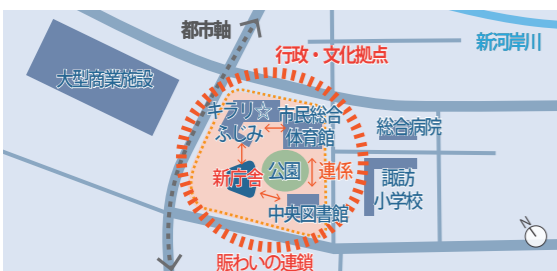 都市軸
新河岸川
行政・文化拠点
大型商業施設
キラリ☆
ふじみ
市民総合
体育館
総合病院
新庁舎
公園
連係
諏訪
小学校
中央図書館
賑わいの連鎖
N